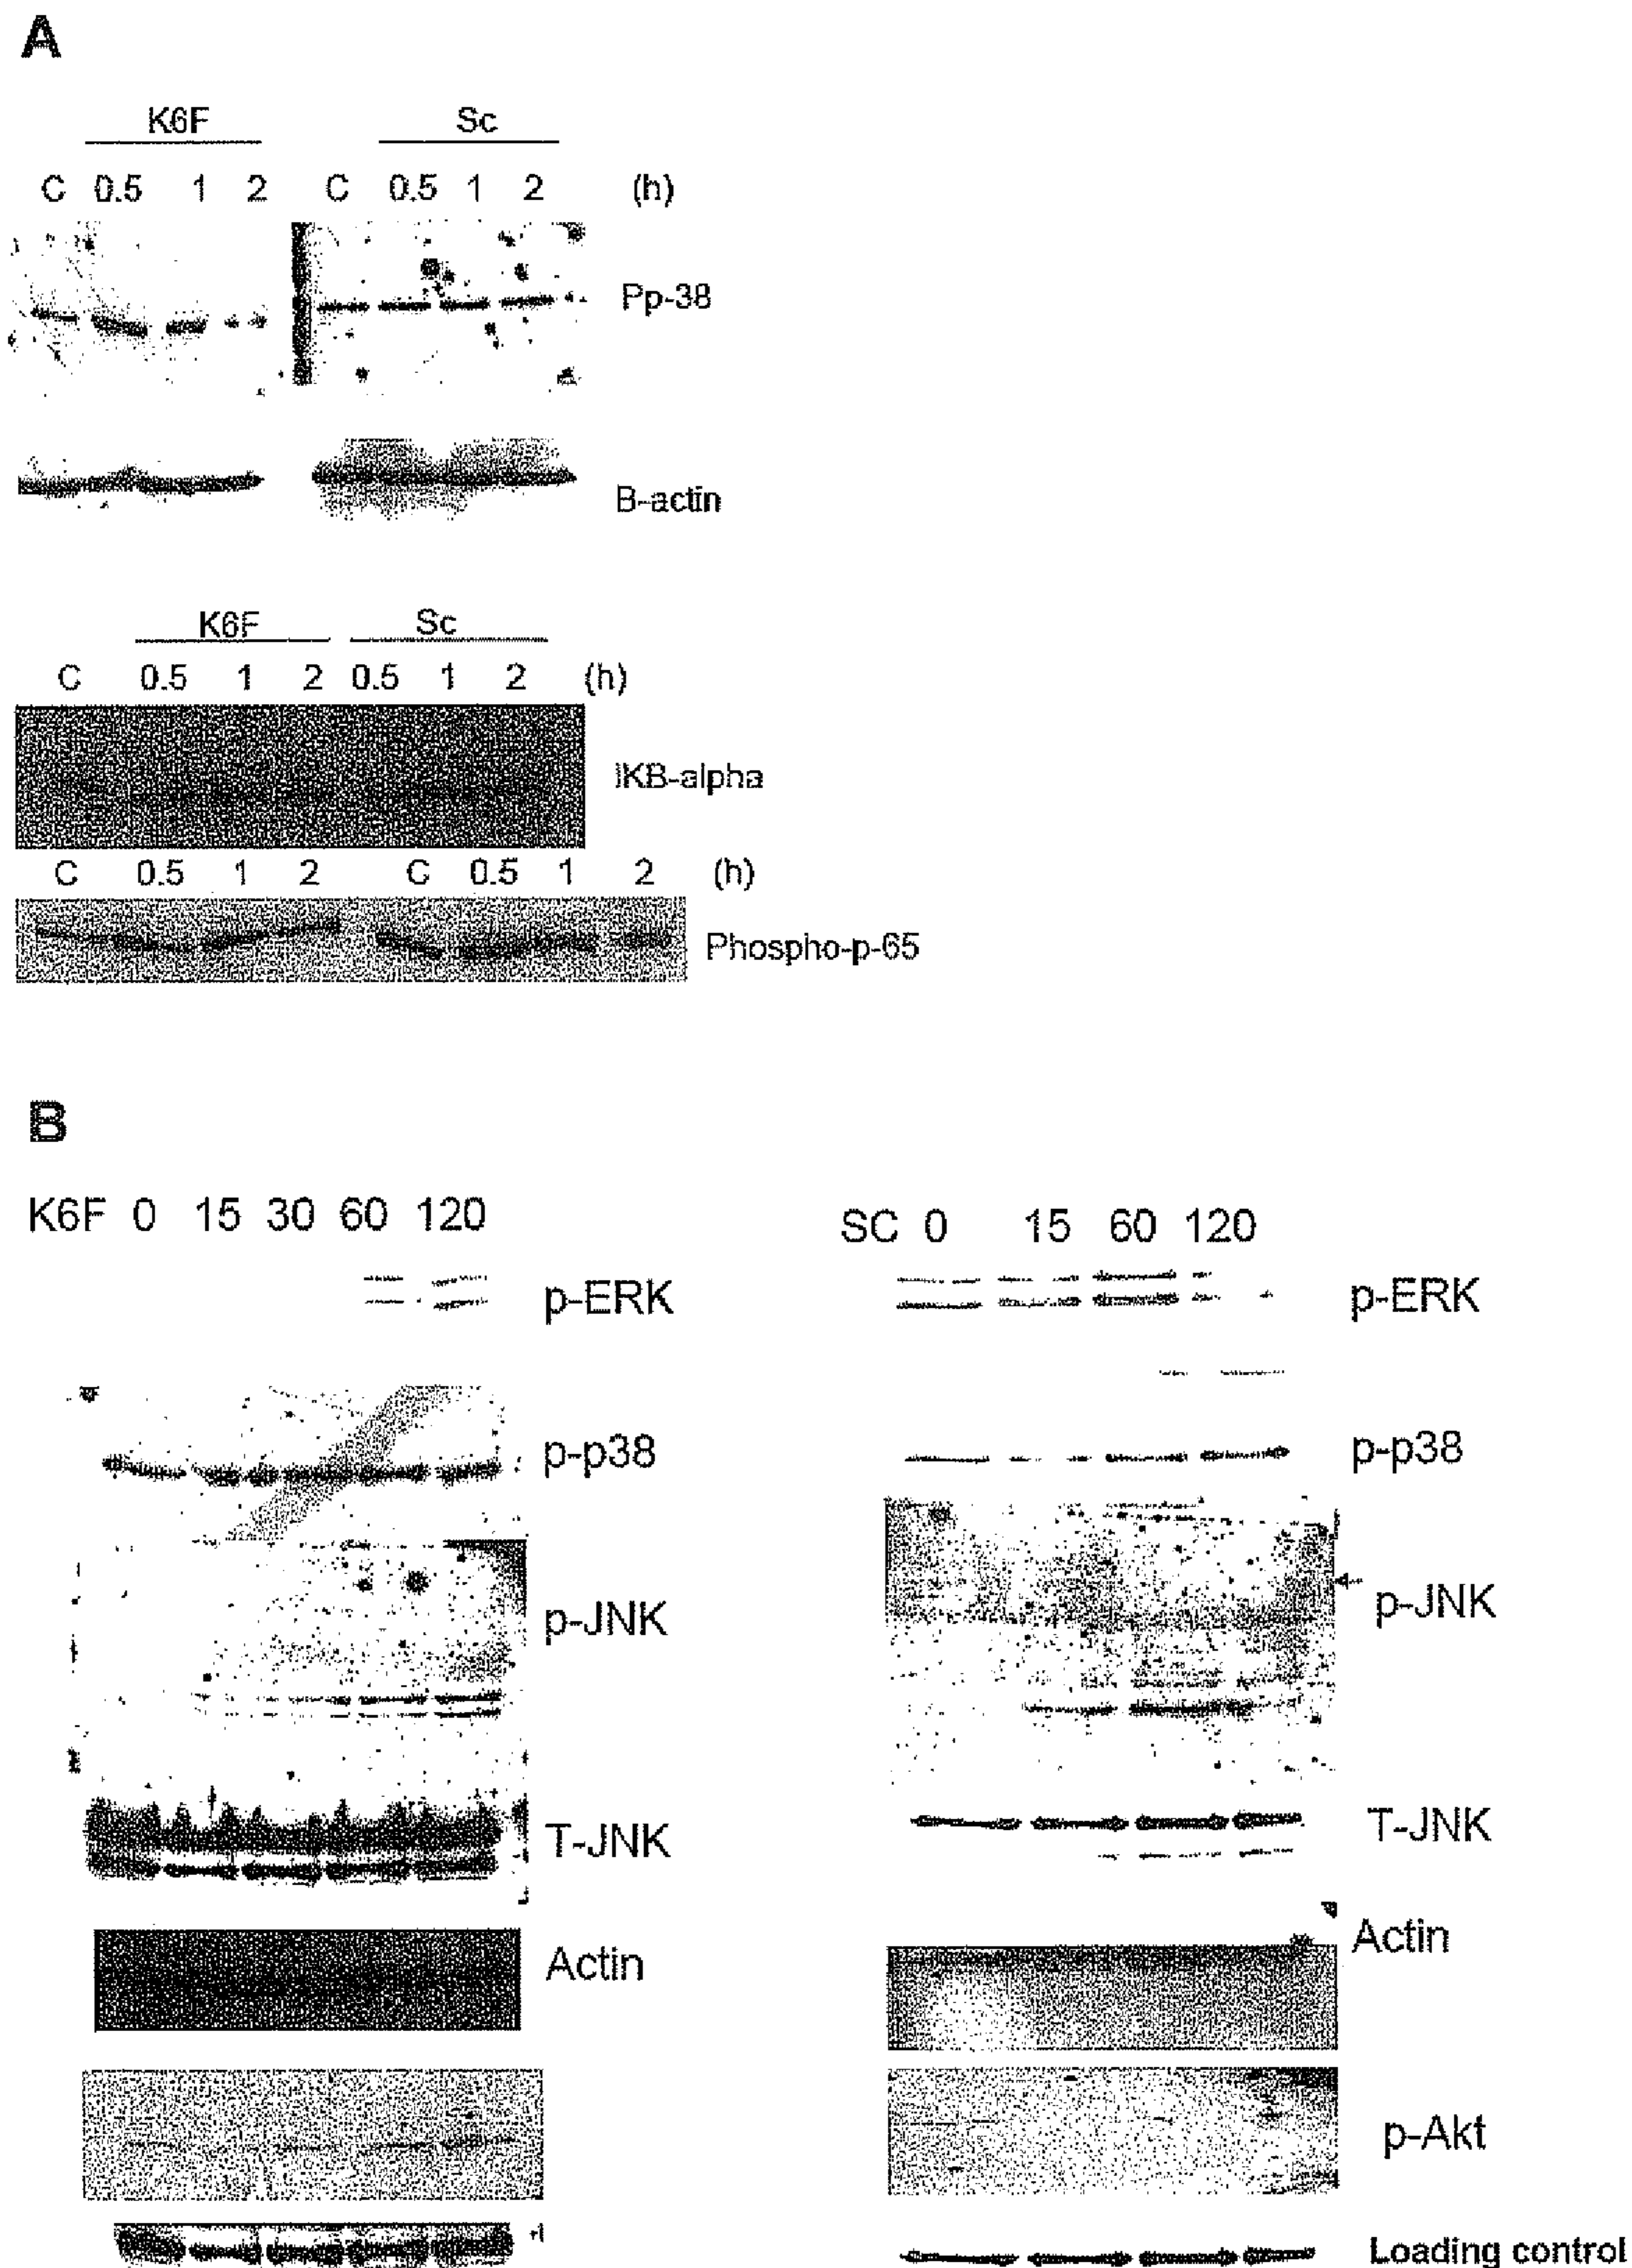 A
K6F Sc
C 0.5 1 2 C 0.5 1 2 (h)
Pp-38
B-actin
K6F Sc
C 0.5 1 2 0.5 1 2 (h)
IKB-alpha
C 0.5 1 2 C 0.5 1 2 (h)
Phospho-p-65
B
K6F 0 15 30 60 120
p-ERK
p-p38
p-JNK
T-JNK
Actin
SC 0 15 60 120
p-ERK
p-p38
p-JNK
T-JNK
Actin
p-Akt
Loading control